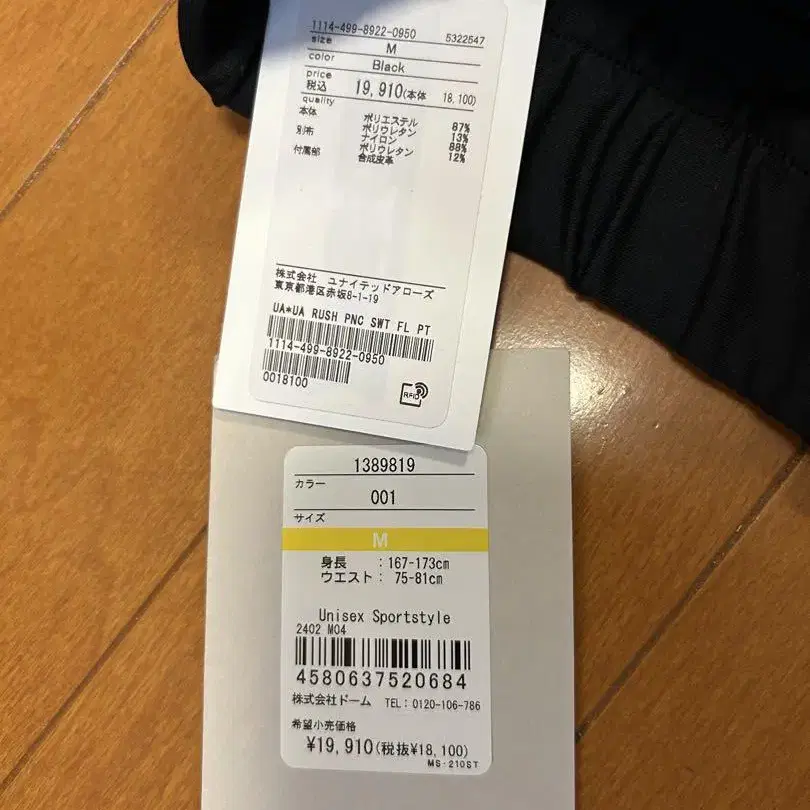 1114-499-8922-0950 5322547
size M
color Black
price
税込 19,910(本体 18,100)
quality
本体 ポリエステル 87%
ポリウレタン 13%
別布 ナイロン 88%
ポリウレタン 12%
付属部 合成皮革
株式会社 ユナイテッドアローズ
東京都港区赤坂8-1-19
UA*UA RUSH PNC SWT FL PT
1114-499-8922-0950
0018100
RFID
1389819
カラー
001
サイズ
M
身長 :167-173cm
ウエスト: 75-81cm
Unisex Sportstyle
2402 M04
4580637520684
株式会社ドーム TEL:0120-106-786
希望小売価格
¥19,910(税抜¥18,100)
MS-210ST